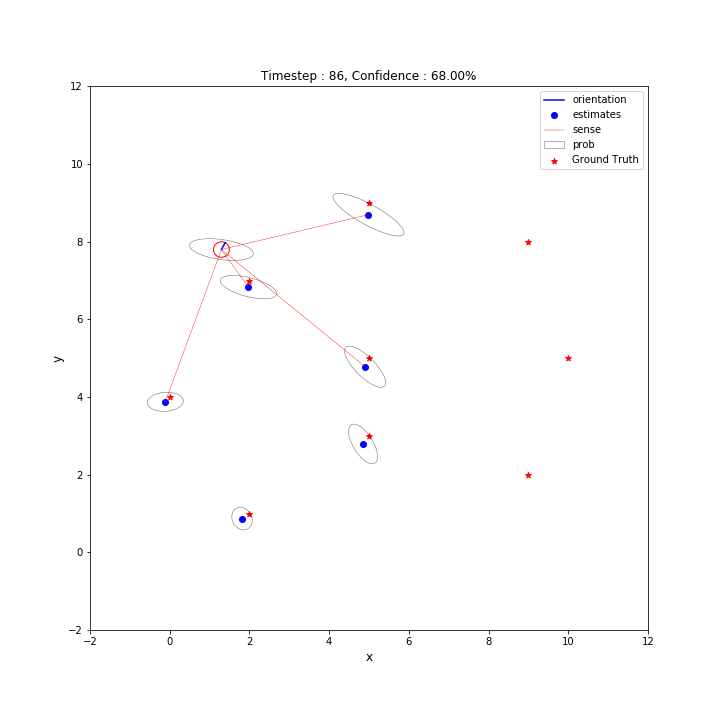 Timestep : 86, Confidence : 68.00%
orientation
estimates
sense
prob
Ground Truth
12
10
8
6
4
2
0
−2
y
−2 0 2 4 6 8 10 12
x